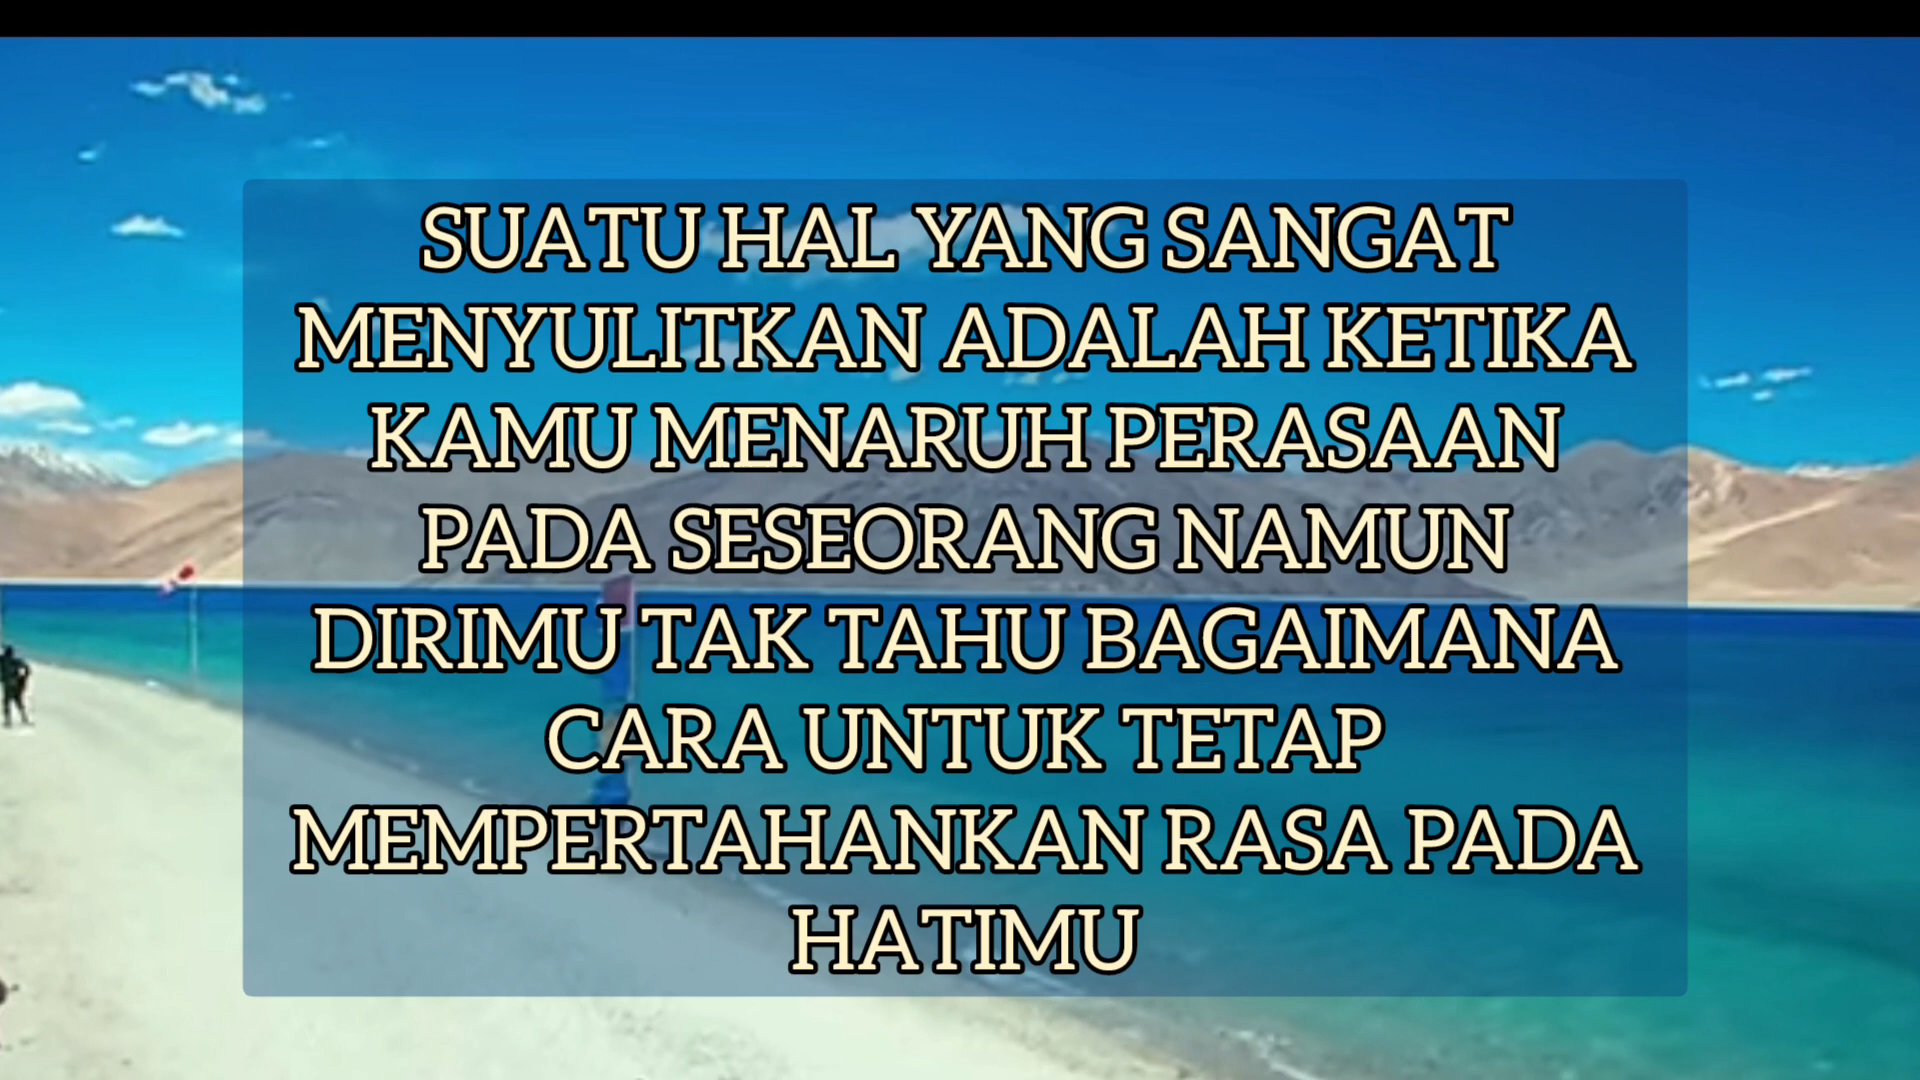 SUATU HAL YANG SANGAT
MENYULITKAN ADALAH KETIKA
KAMU MENARUH PERASAAN
PADA SESEORANG NAMUN
DIRIMU TAK TAHU BAGAIMANA
CARA UNTUK TETAP
MEMPERTAHANKAN RASA PADA
HATIMU